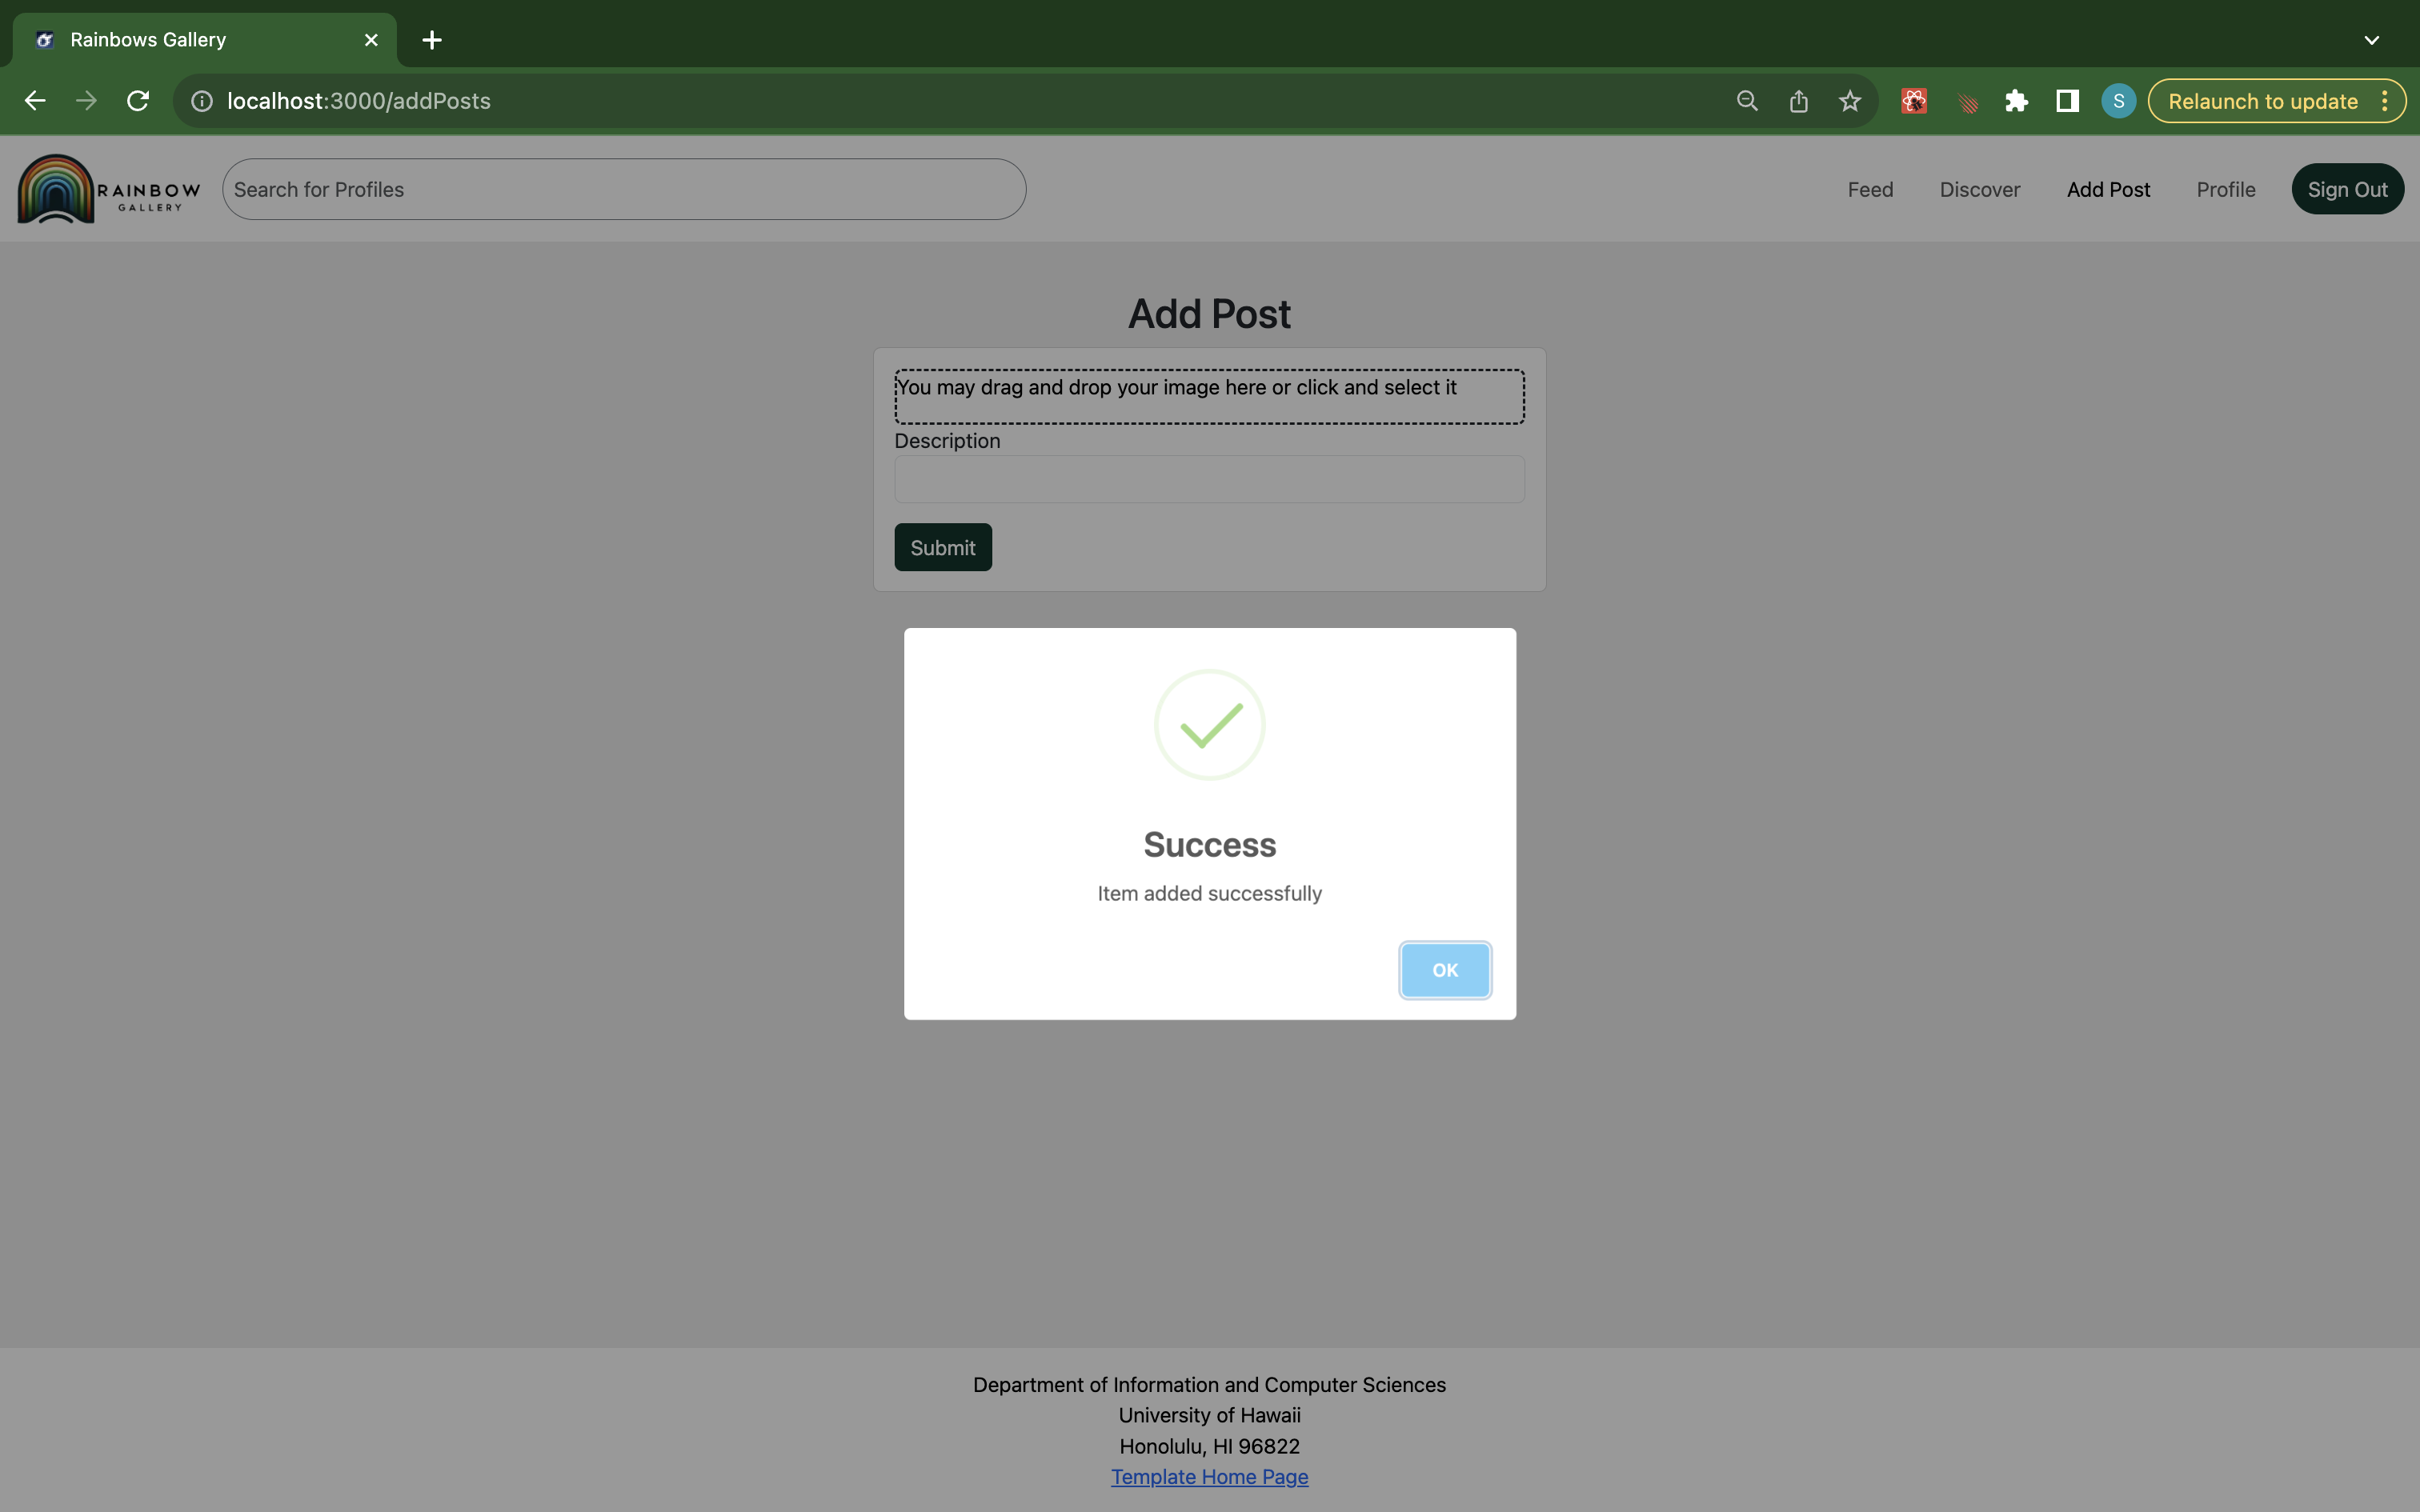 Rainbows Gallery
localhost:3000/addPosts
S
Relaunch to update
RAINBOW
GALLERY
Search for Profiles
Feed
Discover
Add Post
Profile
Sign Out
Add Post
You may drag and drop your image here or click and select it
Description
Submit
Success
Item added successfully
OK
Department of Information and Computer Sciences
University of Hawaii
Honolulu, HI 96822
Template Home Page